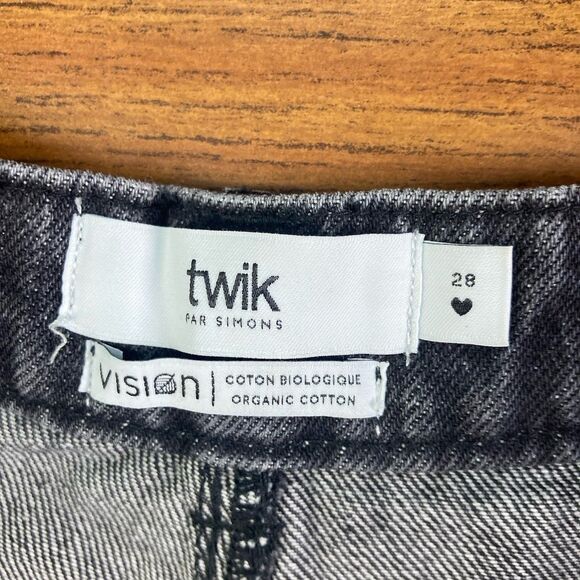 twik
PAR SIMONS
28
VISION
COTON BIOLOGIQUE
ORGANIC COTTON